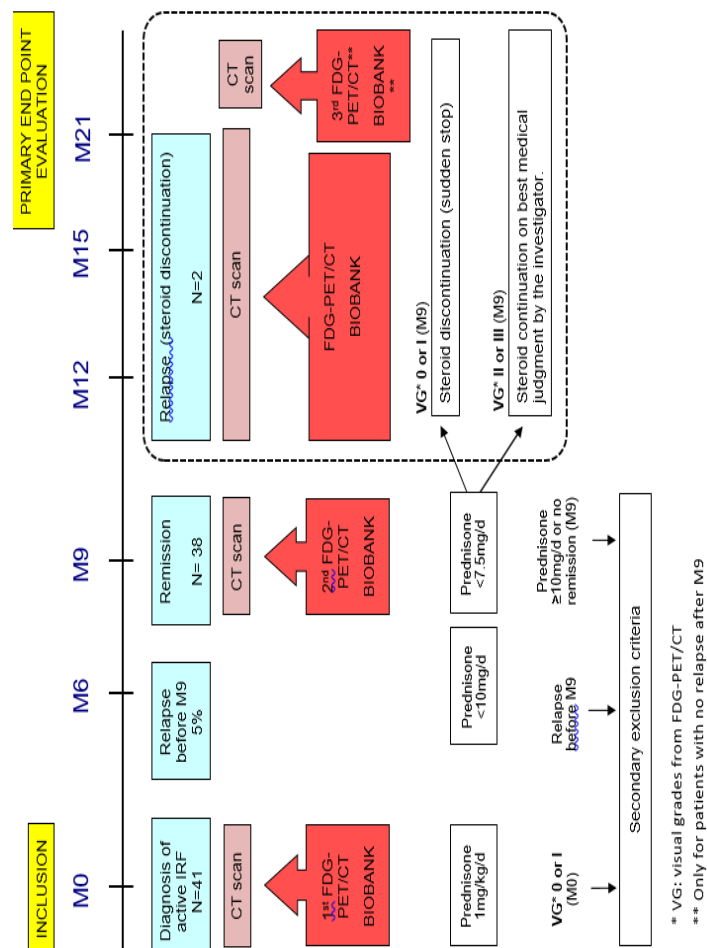 INCLUSION
PRIMARY END POINT
EVALUATION
M0
M6
M9
M12
M15
M21
Diagnosis of
active IRF
N=41
Relapse
before M9
5%
Remission
N= 38
Relapse (steroid discontinuation)
N=2
CT scan
CT scan
CT scan
CT
scan
1st FDG-
PET/CT
BIOBANK
2nd FDG-
PET/CT
BIOBANK
FDG-PET/CT
BIOBANK
3rd FDG-
PET/CT**
BIOBANK
**
Prednisone
1mg/kg/d
Prednisone
<10mg/d
Prednisone
<7.5mg/d
VG* 0 or I (M9)
Steroid discontinuation (sudden stop)
VG* II or III (M9)
Steroid continuation on best medical
judgment by the investigator.
VG* 0 or I
(M0)
Relapse
before M9
Prednisone
≥10mg/d or no
remission (M9)
Secondary exclusion criteria
* VG: visual grades from FDG-PET/CT
** Only for patients with no relapse after M9